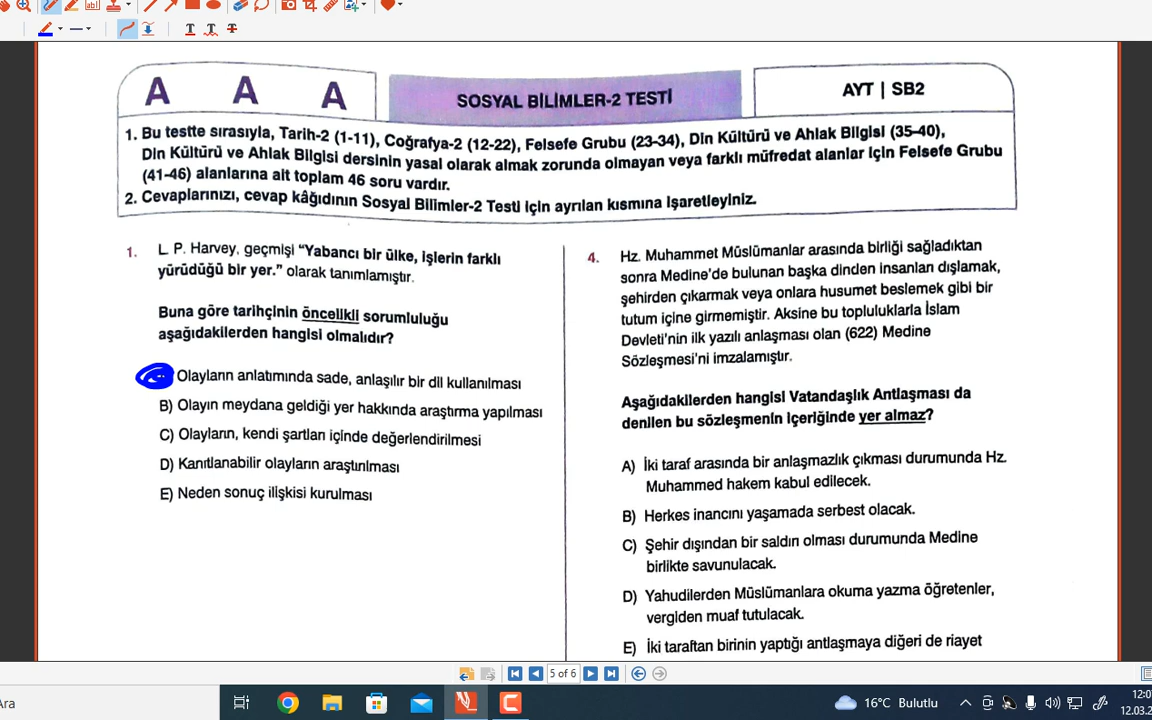 A A A
SOSYAL BİLİMLER-2 TESTİ
AYT | SB2
1. Bu testte sırasıyla, Tarih-2 (1-11), Coğrafya-2 (12-22), Felsefe Grubu (23-34), Din Kültürü ve Ahlak Bilgisi (35-40),
Din Kültürü ve Ahlak Bilgisi dersinin yasal olarak almak zorunda olmayan veya farklı müfredat alanlar için Felsefe Grubu
(41-46) alanlarına ait toplam 46 soru vardır.
2. Cevaplarınızı, cevap kâğıdının Sosyal Bilimler-2 Testi için ayrılan kısmına işaretleyiniz.
1. L. P. Harvey, geçmişi “Yabancı bir ülke, işlerin farklı
yürüdüğü bir yer.” olarak tanımlamıştır.
Buna göre tarihçinin öncelikli sorumluluğu
aşağıdakilerden hangisi olmalıdır?
Olayların anlatımında sade, anlaşılır bir dil kullanılması
B) Olayın meydana geldiği yer hakkında araştırma yapılması
C) Olayların, kendi şartları içinde değerlendirilmesi
D) Kanıtlanabilir olayların araştırılması
E) Neden sonuç ilişkisi kurulması
4. Hz. Muhammet Müslümanlar arasında birliği sağladıktan
sonra Medine’de bulunan başka dinden insanları dışlamak,
şehirden çıkarmak veya onlara husumet beslemek gibi bir
tutum içine girmemiştir. Aksine bu topluluklarla İslam
Devleti’nin ilk yazılı anlaşması olan (622) Medine
Sözleşmesi’ni imzalamıştır.
Aşağıdakilerden hangisi Vatandaşlık Antlaşması da
denilen bu sözleşmenin içeriğinde yer almaz?
A) İki taraf arasında bir anlaşmazlık çıkması durumunda Hz.
Muhammed hakem kabul edilecek.
B) Herkes inancını yaşamada serbest olacak.
C) Şehir dışından bir saldırı olması durumunda Medine
birlikte savunulacak.
D) Yahudilerden Müslümanlara okuma yazma öğretenler,
vergiden muaf tutulacak.
E) İki taraftan birinin yaptığı antlaşmaya diğeri de riayet
5 of 6
Ara
16°C Bulutlu
12:0
12.03.2